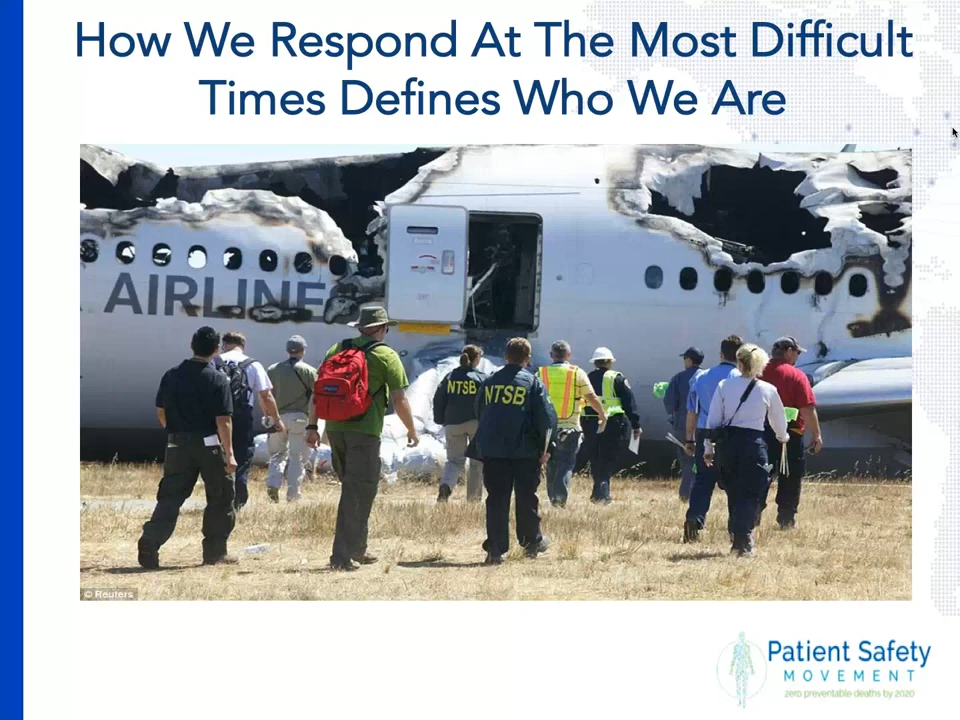 How We Respond At The Most Difficult
Times Defines Who We Are
AIRLINE
NTSB
NTSB
© Reuters
Patient Safety
MOVEMENT
zero preventable deaths by 2020